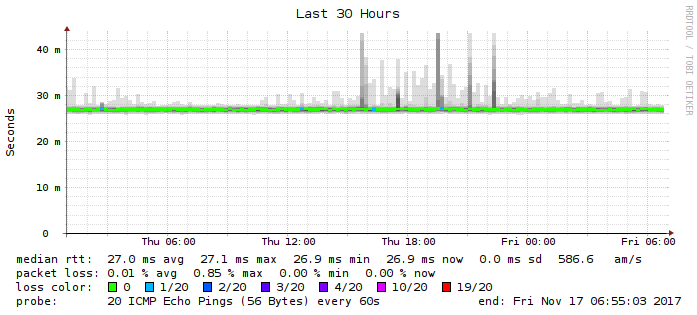 Last 30 Hours
RRDTOOL / TOBI OETIKER
Seconds
40 m
30 m
20 m
10 m
0
Thu 06:00 Thu 12:00 Thu 18:00 Fri 00:00 Fri 06:00
median rtt: 27.0 ms avg 27.1 ms max 26.9 ms min 26.9 ms now 0.0 ms sd 586.6 am/s
packet loss: 0.01 % avg 0.85 % max 0.00 % min 0.00 % now
loss color: 0 1/20 2/20 3/20 4/20 10/20 19/20
probe: 20 ICMP Echo Pings (56 Bytes) every 60s end: Fri Nov 17 06:55:03 2017